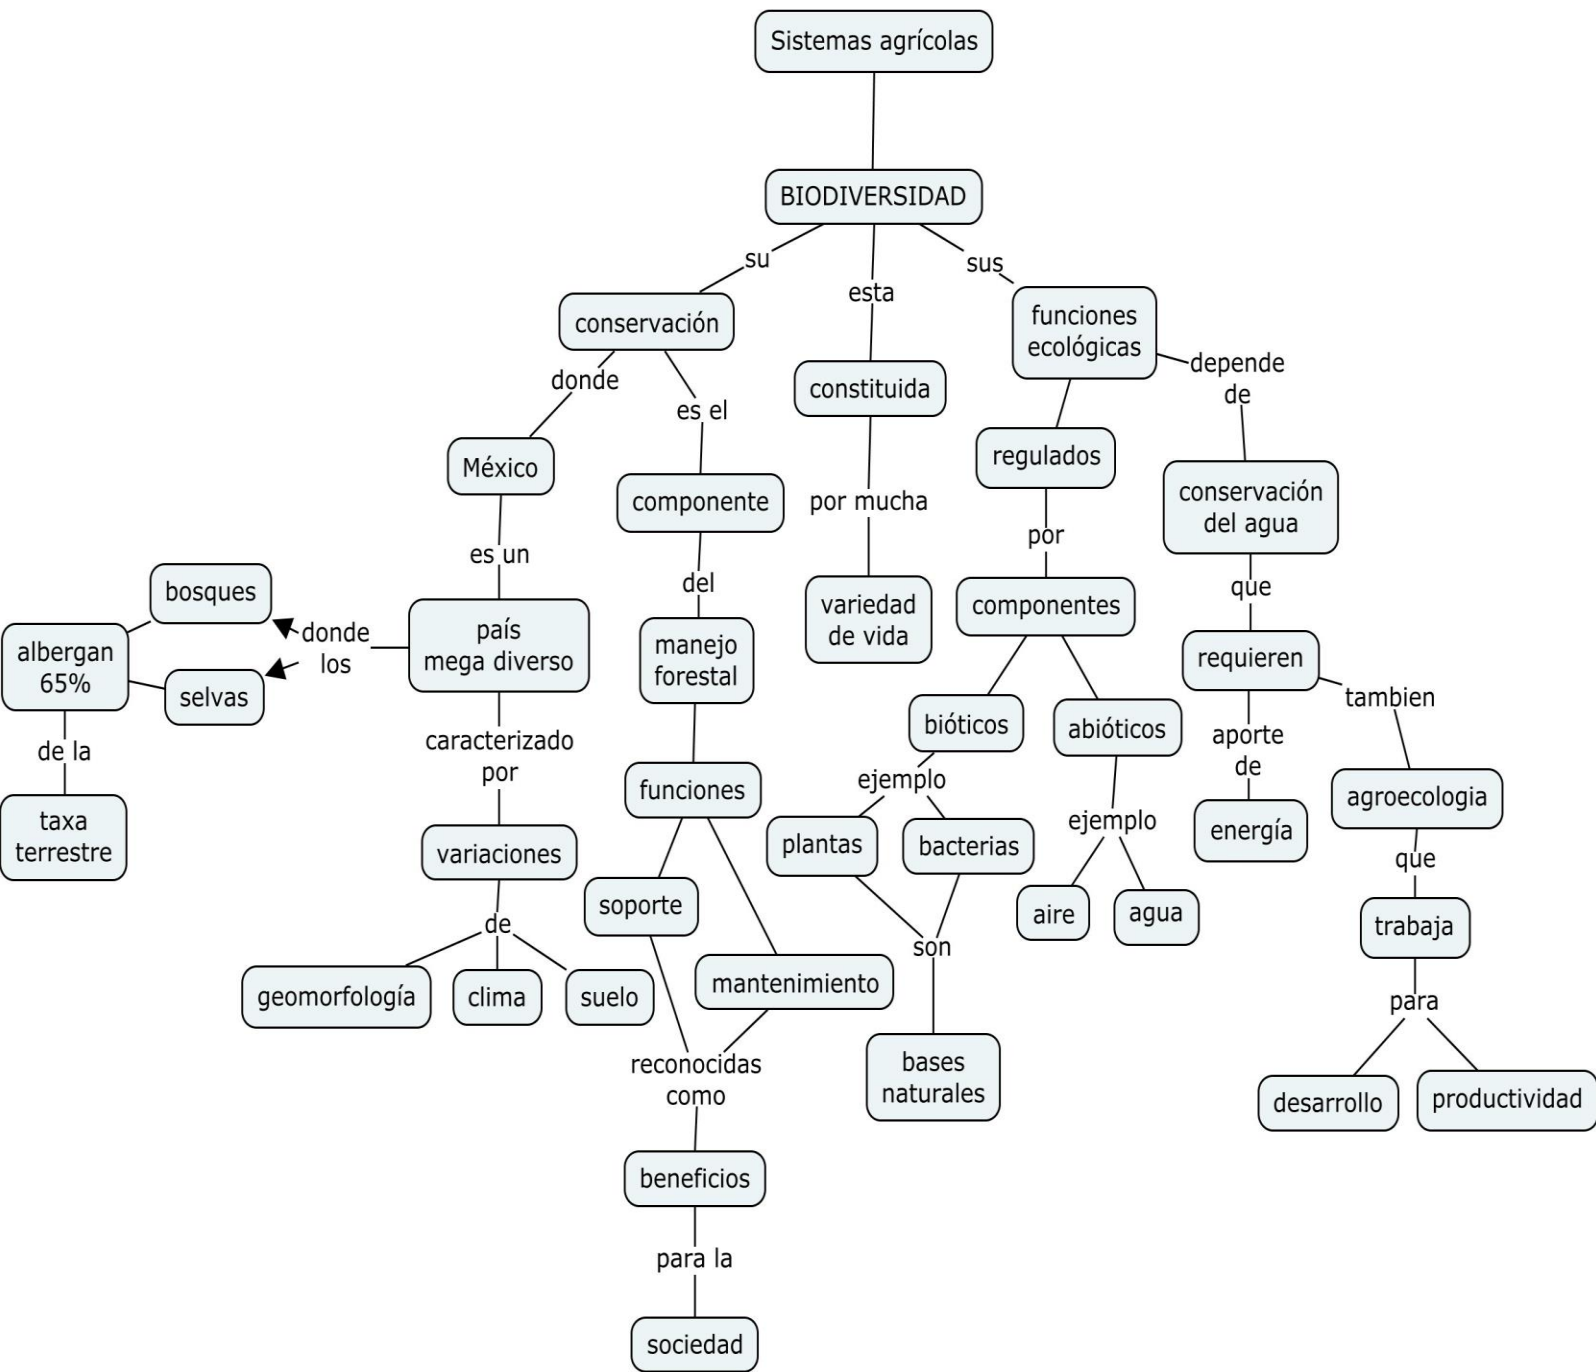 Sistemas agrícolas
BIODIVERSIDAD
su
esta
sus
conservación
funciones
ecológicas
donde
es el
constituida
depende
de
México
componente
regulados
conservación
del agua
es un
del
por mucha
por
que
bosques
selvas
donde
los
país
mega diverso
manejo
forestal
variedad
de vida
componentes
requieren
albergan
65%
de la
taxa
terrestre
caracterizado
por
variaciones
de
geomorfología
clima
suelo
funciones
soporte
mantenimiento
reconocidas
como
beneficios
para la
sociedad
bióticos
abióticos
ejemplo
plantas
bacterias
son
bases
naturales
ejemplo
aire
agua
aporte
de
energía
tambien
agroecologia
que
trabaja
para
desarrollo
productividad